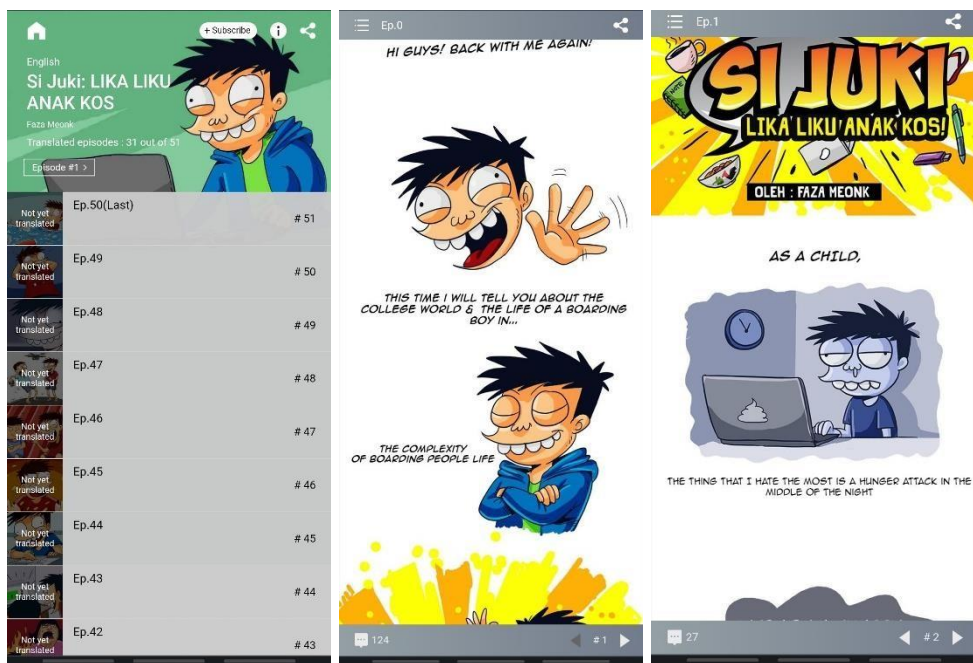 + Subscribe
English
Si Juki: LIKA LIKU
ANAK KOS
Faza Meonk
Translated episodes : 31 out of 51
Episode #1 >
Not yet
translated
Ep.50(Last)
# 51
Not yet
translated
Ep.49
# 50
Not yet
translated
Ep.48
# 49
Not yet
translated
Ep.47
# 48
Not yet
translated
Ep.46
# 47
Not yet
translated
Ep.45
# 46
Not yet
translated
Ep.44
# 45
Not yet
translated
Ep.43
# 44
Not yet
translated
Ep.42
# 43
Ep.0
HI GUYS! BACK WITH ME AGAIN!
THIS TIME I WILL TELL YOU ABOUT THE
COLLEGE WORLD & THE LIFE OF A BOARDING
BOY IN...
THE COMPLEXITY
OF BOARDING PEOPLE LIFE
124
# 1
Ep.1
SI JUKI
LIKA LIKU ANAK KOS!
OLEH : FAZA MEONK
AS A CHILD,
THE THING THAT I HATE THE MOST IS A HUNGER ATTACK IN THE
MIDDLE OF THE NIGHT
27
# 2